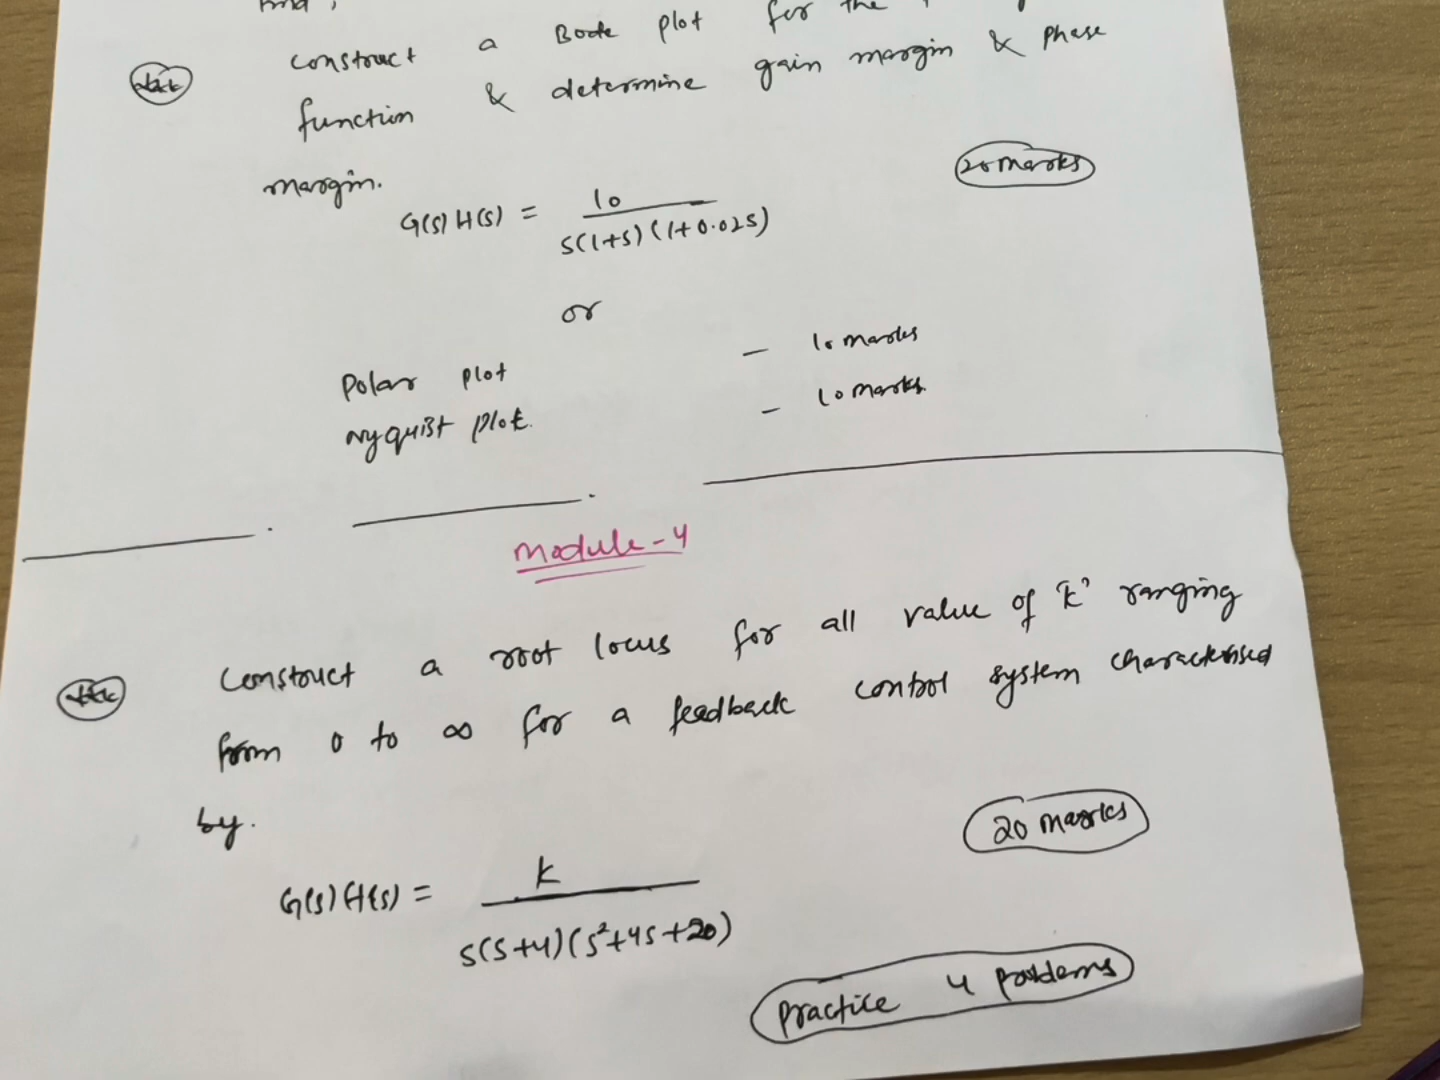 construct a Bode plot for the
function & determine gain margin & phase
margin.
20 marks
G(s) H(s) = 10 / s(1+s)(1+0.02s)
or
Polar plot — 10 marks
nyquist plot. – 10 marks.
Module-4
construct a root locus for all value of 'k' ranging
from 0 to ∞ for a feedback control system characterised
by.
20 marks
G(s) H(s) = k / s(s+4)(s²+4s+20)
Practice 4 problems